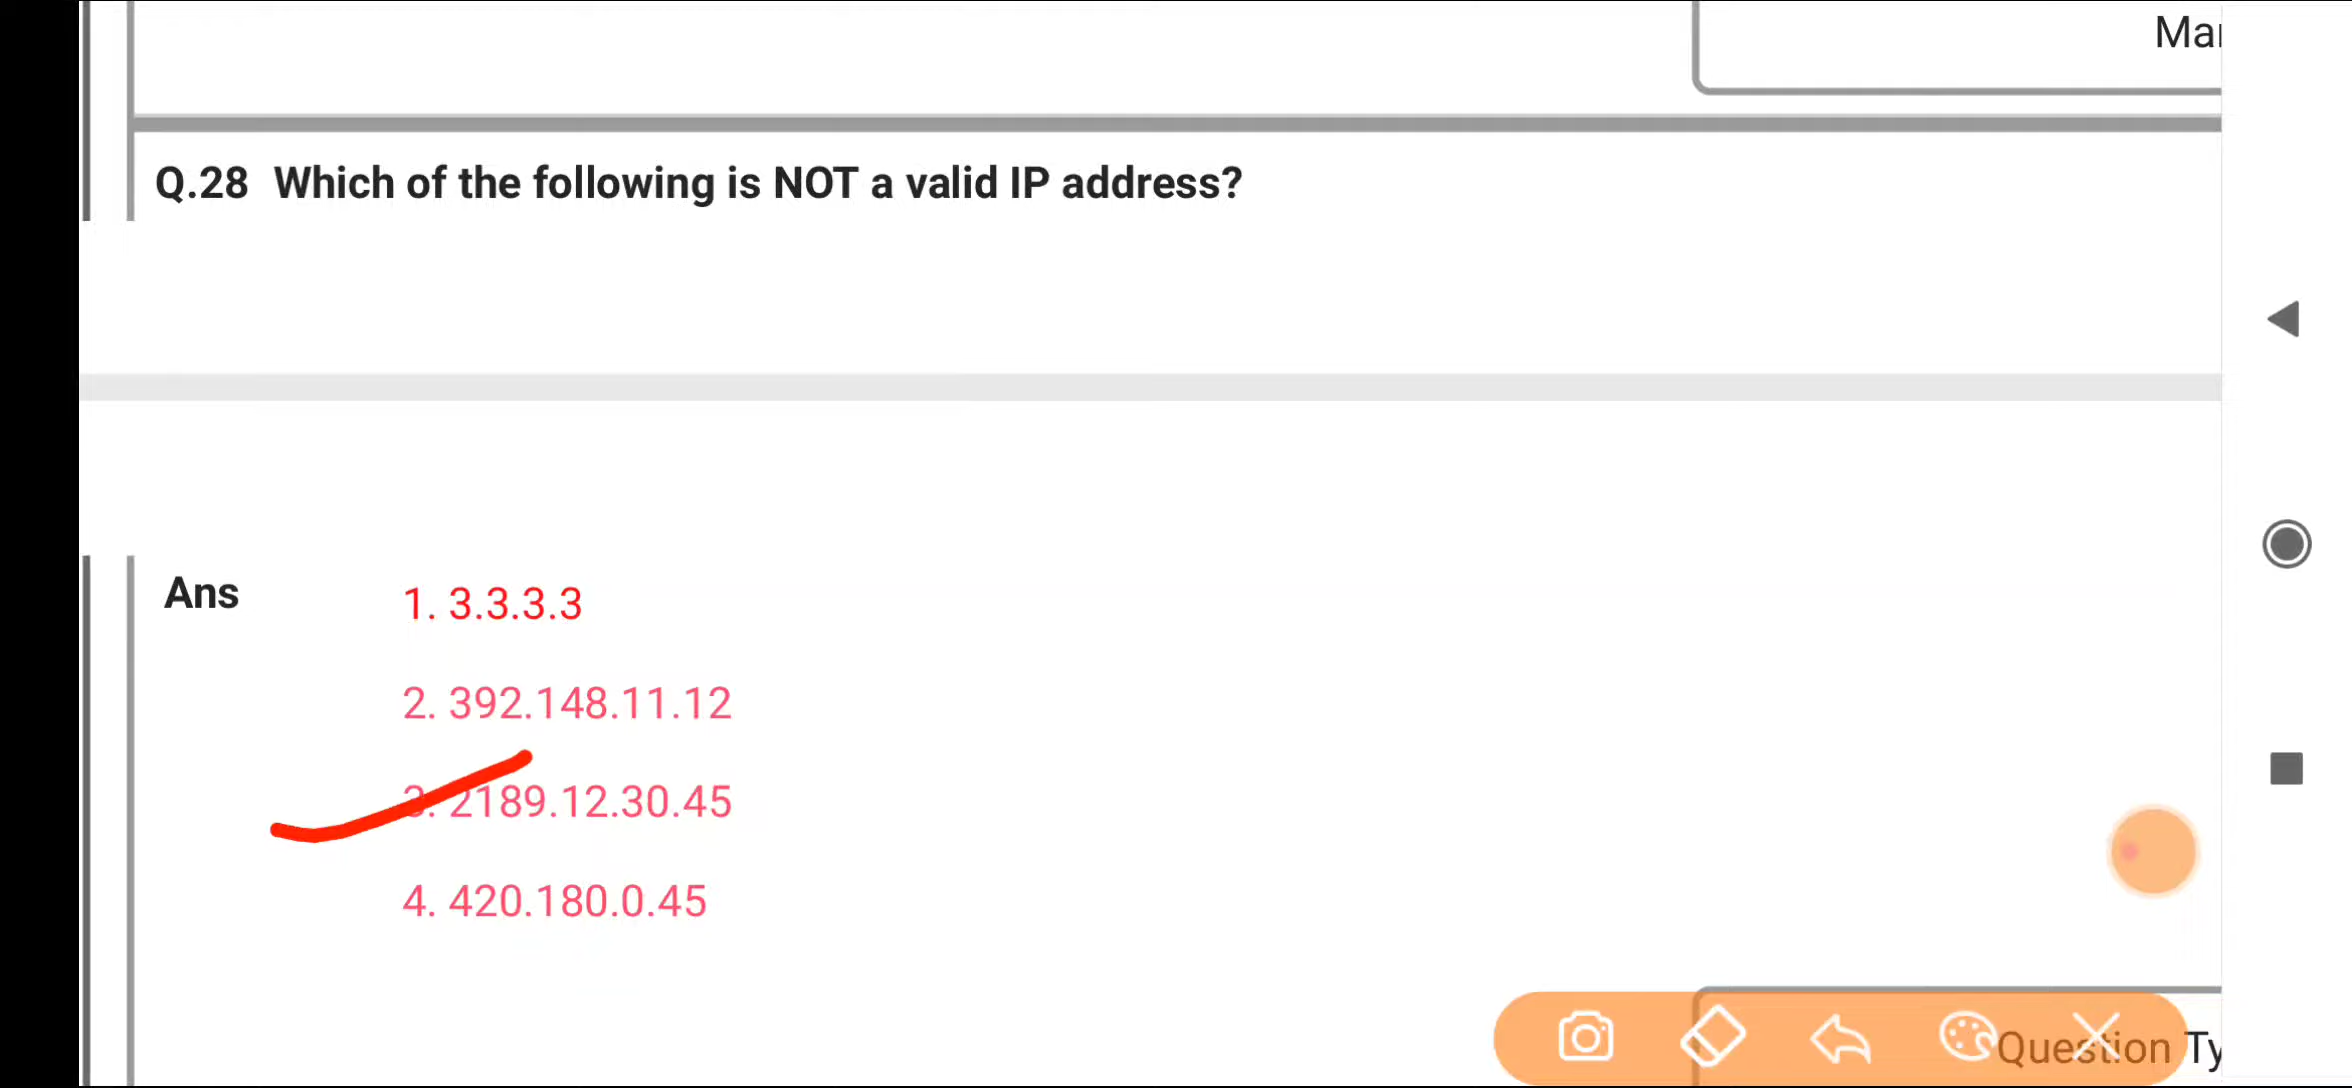 Mar
Q.28 Which of the following is NOT a valid IP address?
Ans
1. 3.3.3.3
2. 392.148.11.12
3. 2189.12.30.45
4. 420.180.0.45
Question Ty